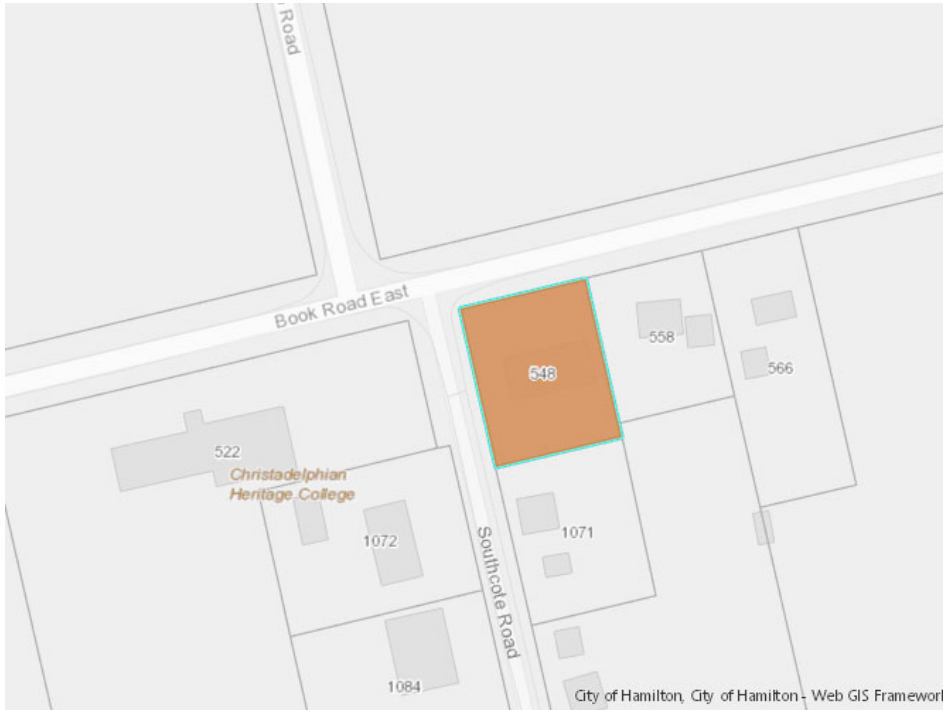 Road
Book Road East
548
558
566
522
Christadelphian
Heritage College
1072
1071
Southcote Road
1084
City of Hamilton, City of Hamilton - Web GIS Framework